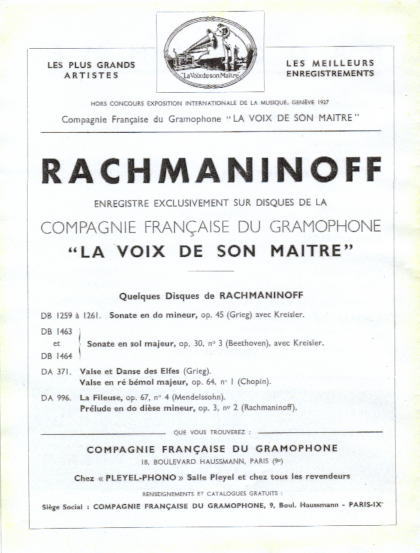 LES PLUS GRANDS
ARTISTES
"La Voix de son Maître"
LES MEILLEURS
ENREGISTREMENTS
HORS CONCOURS EXPOSITION INTERNATIONALE DE LA MUSIQUE, GENÈVE 1927
Compagnie Française du Gramophone "LA VOIX DE SON MAITRE"
RACHMANINOFF
ENREGISTRE EXCLUSIVEMENT SUR DISQUES DE LA
COMPAGNIE FRANÇAISE DU GRAMOPHONE
"LA VOIX DE SON MAITRE"
Quelques Disques de RACHMANINOFF
DB 1259 à 1261. Sonate en do mineur, op. 45 (Grieg) avec Kreisler.
DB 1463
et
DB 1464
Sonate en sol majeur, op. 30, nº 3 (Beethoven), avec Kreisler.
DA 371. Valse et Danse des Elfes (Grieg).
Valse en ré bémol majeur, op. 64, nº 1 (Chopin).
DA 996. La Fileuse, op. 67, nº 4 (Mendelssohn).
Prélude en do dièse mineur, op. 3, nº 2 (Rachmaninoff).
QUE VOUS TROUVEREZ :
COMPAGNIE FRANÇAISE DU GRAMOPHONE
18, BOULEVARD HAUSSMANN, PARIS (9e)
Chez « PLEYEL-PHONO » Salle Pleyel et chez tous les revendeurs
RENSEIGNEMENTS ET CATALOGUES GRATUITS :
Siège Social : COMPAGNIE FRANÇAISE DU GRAMOPHONE, 9, Boul. Haussmann - PARIS-IXe